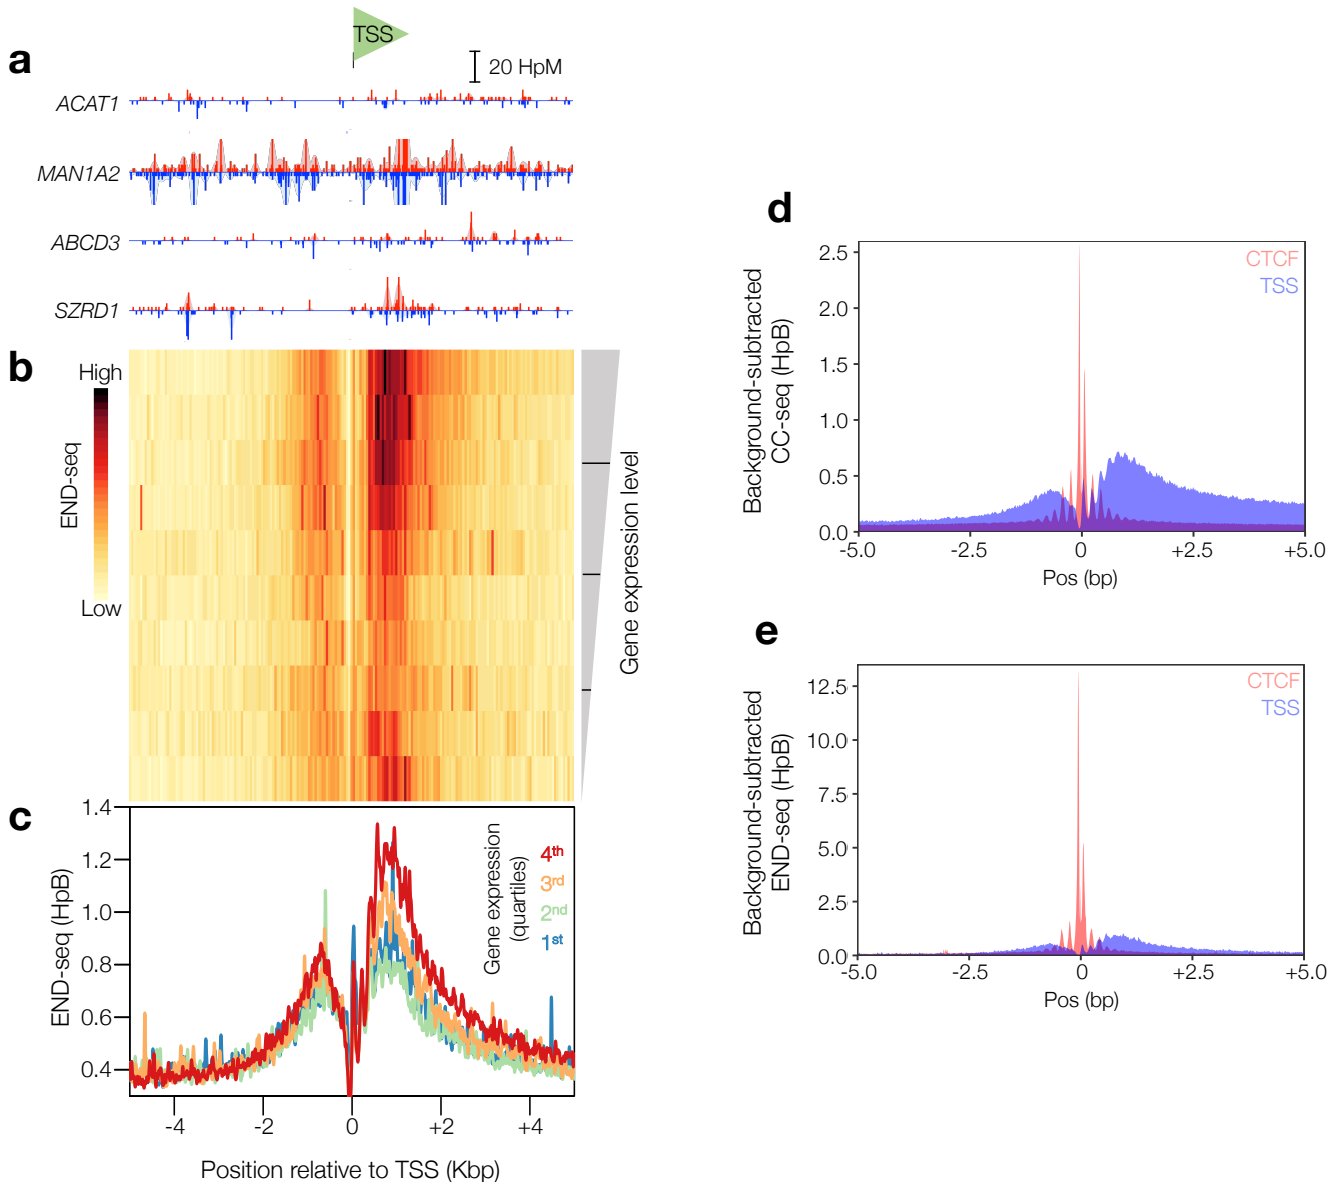 a
TSS
20 HpM
ACAT1
MAN1A2
ABCD3
SZRD1
b
High
END-seq
Low
Gene expression level
c
END-seq (HpB)
1.4
1.2
1.0
0.8
0.6
0.4
Gene expression
(quartiles)
4th
3rd
2nd
1st
-4
-2
0
+2
+4
Position relative to TSS (Kbp)
d
Background-subtracted
CC-seq (HpB)
2.5
2.0
1.5
1.0
0.5
0.0
CTCF
TSS
-5.0
-2.5
0
+2.5
+5.0
Pos (bp)
e
Background-subtracted
END-seq (HpB)
12.5
10.0
7.5
5.0
2.5
0.0
CTCF
TSS
-5.0
-2.5
0
+2.5
+5.0
Pos (bp)